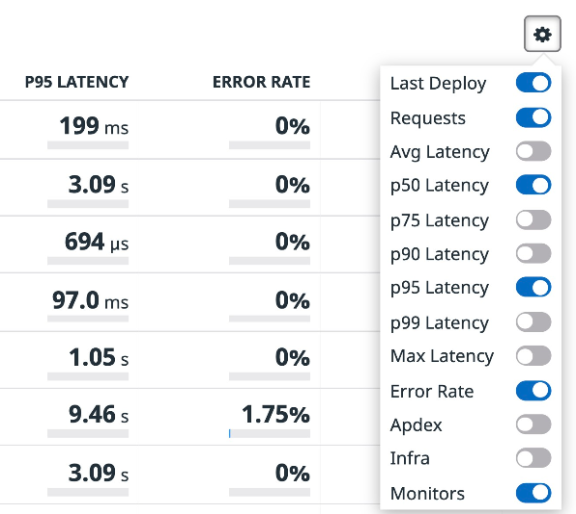 P95 LATENCY ERROR RATE
199 ms 0%
3.09 s 0%
694 µs 0%
97.0 ms 0%
1.05 s 0%
9.46 s 1.75%
3.09 s 0%
Last Deploy
Requests
Avg Latency
p50 Latency
p75 Latency
p90 Latency
p95 Latency
p99 Latency
Max Latency
Error Rate
Apdex
Infra
Monitors